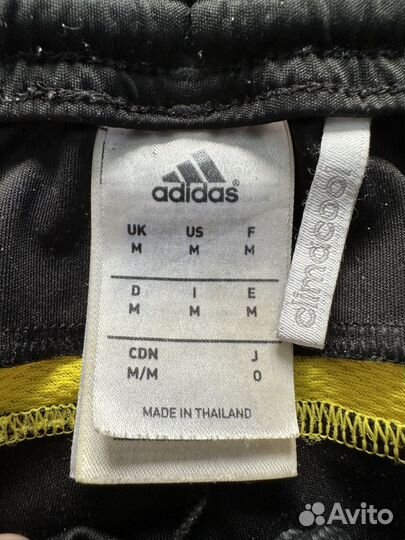 adidas
UK US F
M M M
D I E
M M M
CDN J
M/M O
MADE IN THAILAND
climacool
Avito